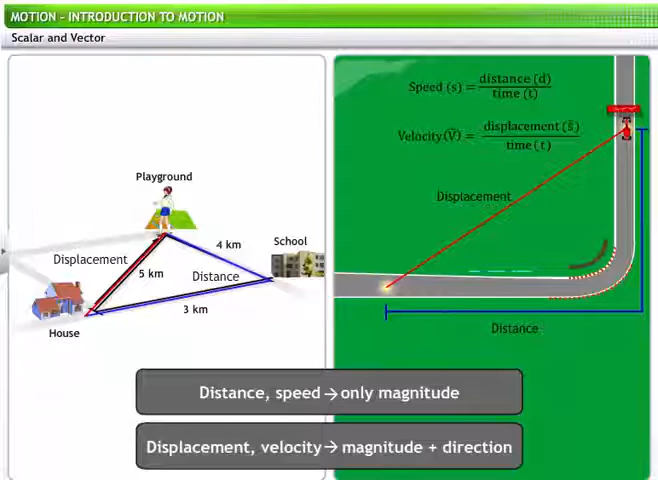 MOTION - INTRODUCTION TO MOTION
Scalar and Vector
Playground
Displacement
5 km
4 km
Distance
School
3 km
House
Speed (s) = distance (d) / time (t)
Velocity(V⃗) = displacement (s⃗) / time (t)
Displacement
Distance
Distance, speed → only magnitude
Displacement, velocity → magnitude + direction